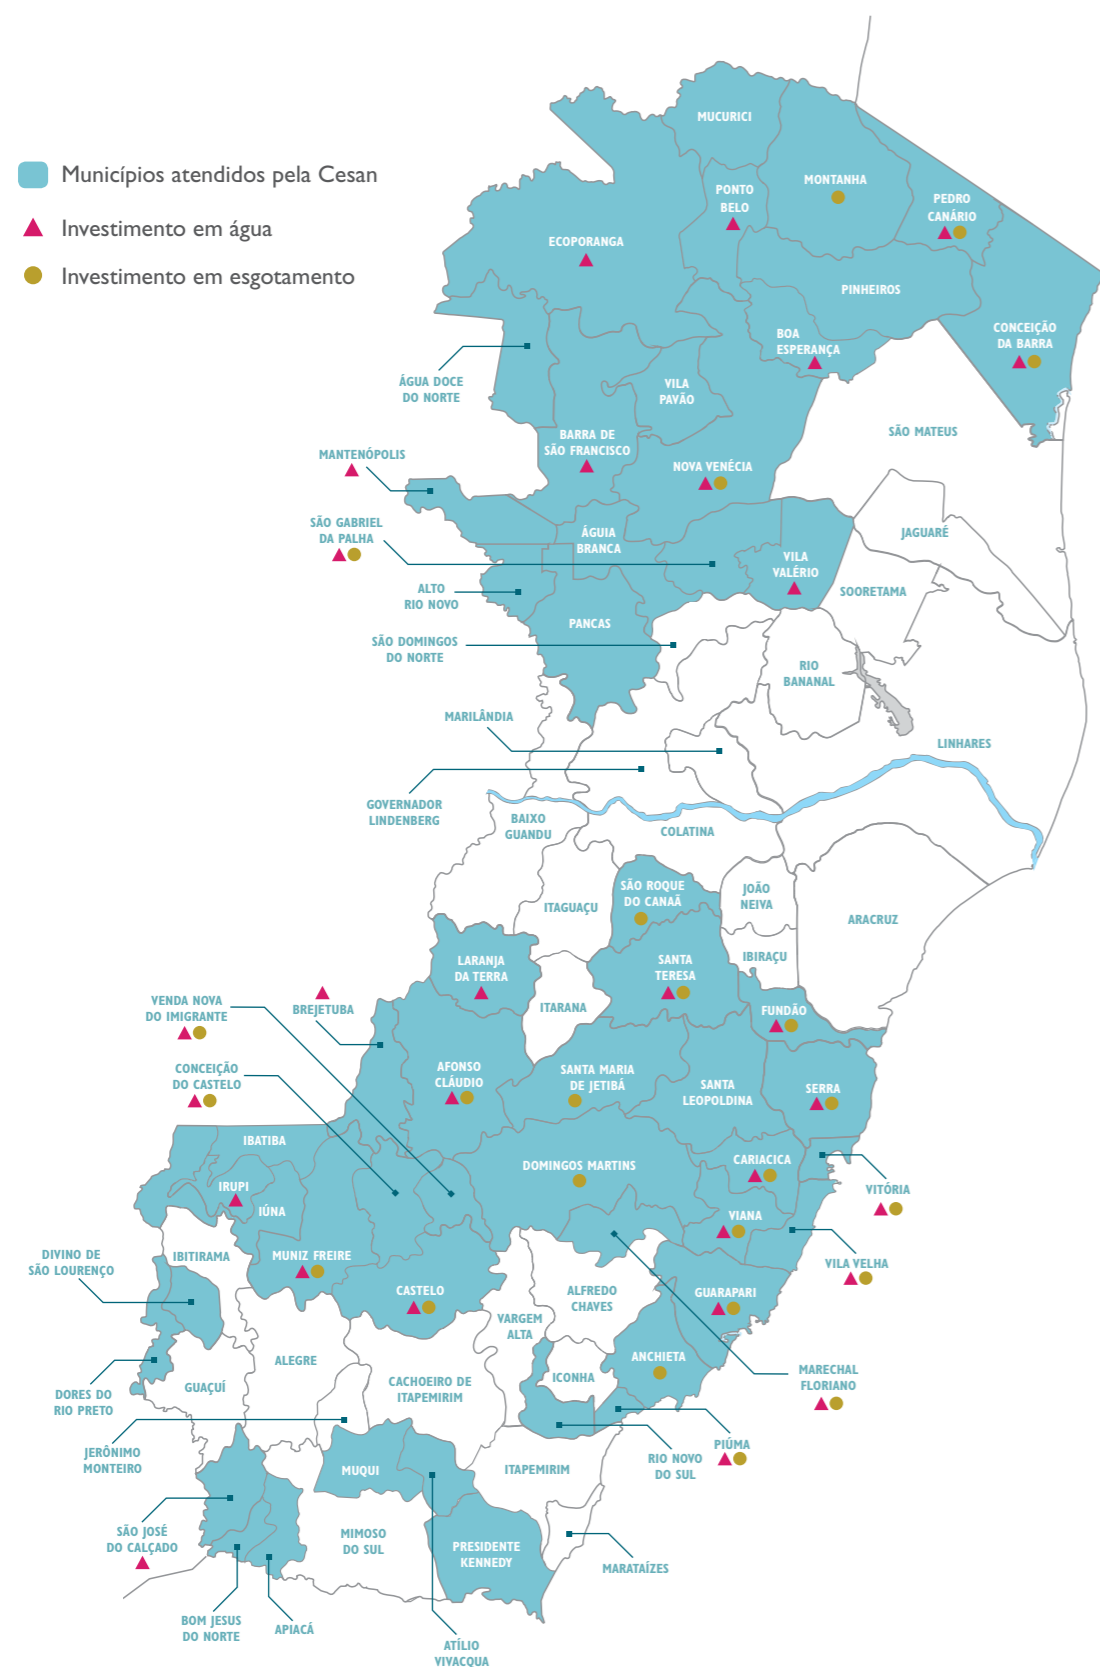 Municípios atendidos pela Cesan
Investimento em água
Investimento em esgotamento
MUCURICI
MONTANHA
PONTO
BELO
PEDRO
CANÁRIO
ECOPORANGA
PINHEIROS
CONCEIÇÃO
DA BARRA
BOA
ESPERANÇA
ÁGUA DOCE
DO NORTE
VILA
PAVÃO
SÃO MATEUS
BARRA DE
SÃO FRANCISCO
MANTENÓPOLIS
NOVA VENÉCIA
SÃO GABRIEL
DA PALHA
ÁGUIA
BRANCA
JAGUARÉ
VILA
VALÉRIO
ALTO
RIO NOVO
SOORETAMA
PANCAS
SÃO DOMINGOS
DO NORTE
RIO
BANANAL
MARILÂNDIA
LINHARES
GOVERNADOR
LINDENBERG
BAIXO
GUANDU
COLATINA
SÃO ROQUE
DO CANAÃ
JOÃO
NEIVA
ITAGUAÇU
ARACRUZ
LARANJA
DA TERRA
SANTA
TERESA
IBIRAÇU
VENDA NOVA
DO IMIGRANTE
BREJETUBA
ITARANA
FUNDÃO
CONCEIÇÃO
DO CASTELO
AFONSO
CLÁUDIO
SANTA MARIA
DE JETIBÁ
SANTA
LEOPOLDINA
SERRA
IBATIBA
DOMINGOS MARTINS
CARIACICA
VITÓRIA
IRUPI
IÚNA
VIANA
DIVINO DE
SÃO LOURENÇO
IBITIRAMA
MUNIZ FREIRE
VILA VELHA
CASTELO
ALFREDO
CHAVES
GUARAPARI
VARGEM
ALTA
ALEGRE
ANCHIETA
MARECHAL
FLORIANO
DORES DO
RIO PRETO
GUAÇUÍ
CACHOEIRO DE
ITAPEMIRIM
ICONHA
JERÔNIMO
MONTEIRO
PIÚMA
RIO NOVO
DO SUL
MUQUI
ITAPEMIRIM
SÃO JOSÉ
DO CALÇADO
MIMOSO
DO SUL
PRESIDENTE
KENNEDY
MARATAÍZES
BOM JESUS
DO NORTE
APIACÁ
ATÍLIO
VIVACQUA